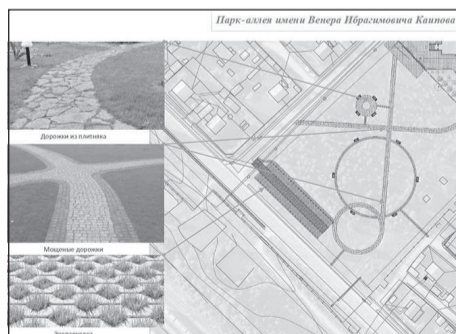 Парк-аллея имени Венера Ибрагимовича Каипова
Дорожки из плитняка
Мощеные дорожки